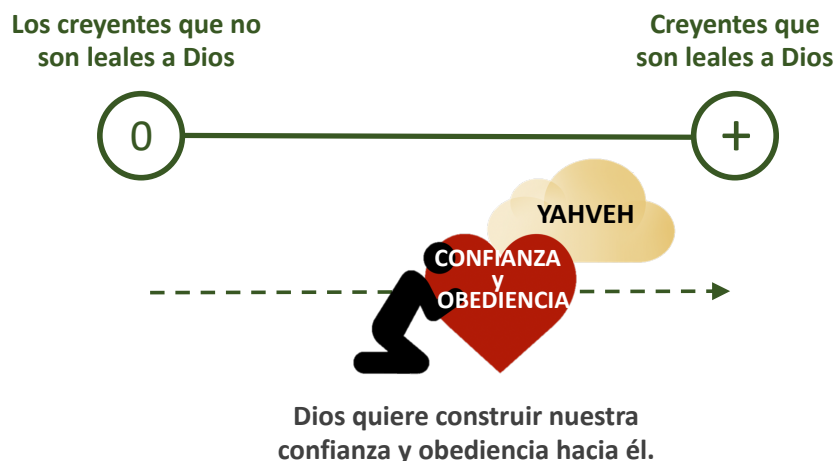 Los creyentes que no
son leales a Dios
Creyentes que
son leales a Dios
0
+
YAHVEH
CONFIANZA
y
OBEDIENCIA
Dios quiere construir nuestra
confianza y obediencia hacia él.